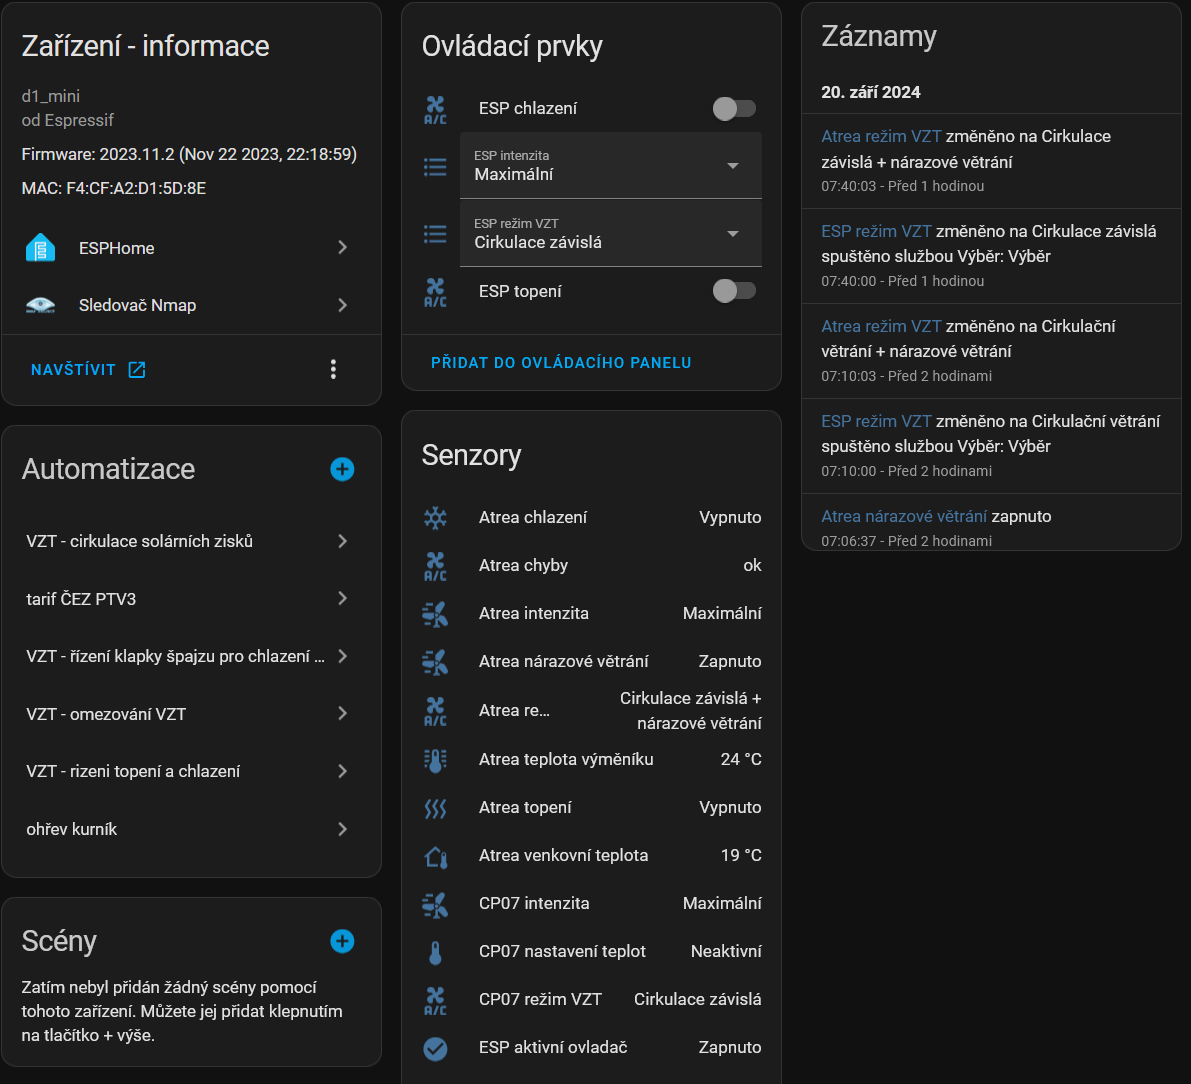 Zařízení - informace
d1_mini
od Espressif
Firmware: 2023.11.2 (Nov 22 2023, 22:18:59)
MAC: F4:CF:A2:D1:5D:8E
ESPHome
Sledovač Nmap
NAVŠTÍVIT
Automatizace
VZT - cirkulace solárních zisků
tarif ČEZ PTV3
VZT - řízení klapky špajzu pro chlazení ...
VZT - omezování VZT
VZT - rizeni topení a chlazení
ohřev kurník
Scény
Zatím nebyl přidán žádný scény pomocí
tohoto zařízení. Můžete jej přidat klepnutím
na tlačítko + výše.
Ovládací prvky
A/C ESP chlazení
ESP intenzita
Maximální
ESP režim VZT
Cirkulace závislá
A/C ESP topení
PŘIDAT DO OVLÁDACÍHO PANELU
Senzory
Atrea chlazení Vypnuto
A/C Atrea chyby ok
Atrea intenzita Maximální
Atrea nárazové větrání Zapnuto
A/C Atrea re... Cirkulace závislá +
nárazové větrání
Atrea teplota výměníku 24 °C
Atrea topení Vypnuto
Atrea venkovní teplota 19 °C
CP07 intenzita Maximální
CP07 nastavení teplot Neaktivní
A/C CP07 režim VZT Cirkulace závislá
ESP aktivní ovladač Zapnuto
Záznamy
20. září 2024
Atrea režim VZT změněno na Cirkulace
závislá + nárazové větrání
07:40:03 - Před 1 hodinou
ESP režim VZT změněno na Cirkulace závislá
spuštěno službou Výběr: Výběr
07:40:00 - Před 1 hodinou
Atrea režim VZT změněno na Cirkulační
větrání + nárazové větrání
07:10:03 - Před 2 hodinami
ESP režim VZT změněno na Cirkulační větrání
spuštěno službou Výběr: Výběr
07:10:00 - Před 2 hodinami
Atrea nárazové větrání zapnuto
07:06:37 - Před 2 hodinami